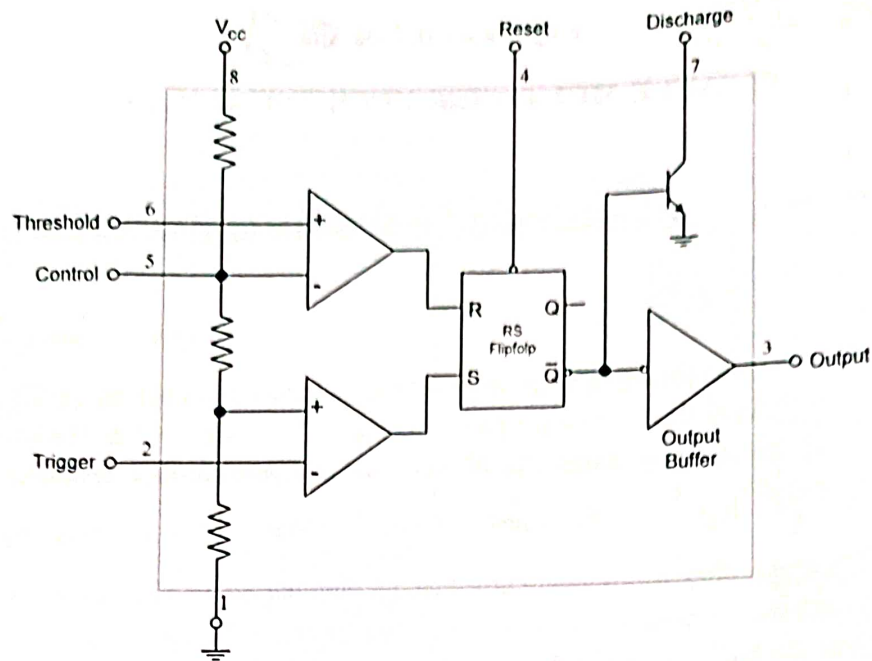 VCC
Reset
Discharge
8
4
7
Threshold
6
+
Control
5
-
R
Q
RS
Flipfolp
S
Q̅
3
Output
+
Trigger
2
-
Output
Buffer
1